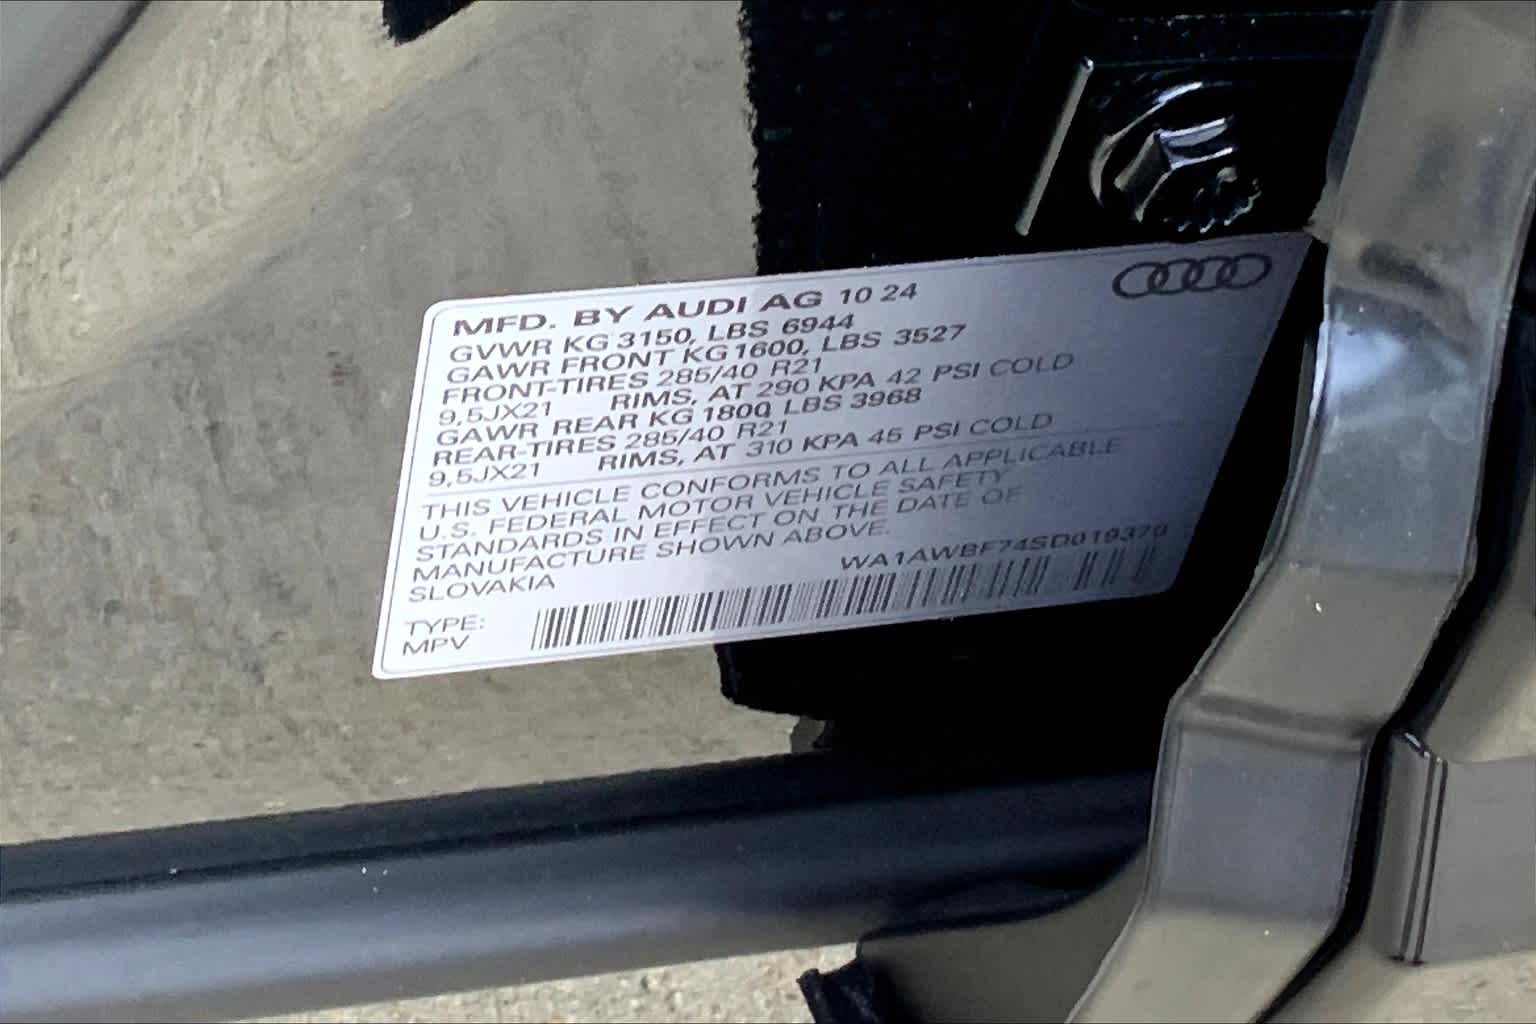 MFD. BY AUDI AG 10 24
GVWR KG 3150, LBS 6944
GAWR FRONT KG 1600, LBS 3527
FRONT-TIRES 285/40 R21
9,5JX21 RIMS, AT 290 KPA 42 PSI COLD
GAWR REAR KG 1800, LBS 3968
REAR-TIRES 285/40 R21
9,5JX21 RIMS, AT 310 KPA 45 PSI COLD
THIS VEHICLE CONFORMS TO ALL APPLICABLE
U.S. FEDERAL MOTOR VEHICLE SAFETY
STANDARDS IN EFFECT ON THE DATE OF
MANUFACTURE SHOWN ABOVE.
SLOVAKIA
WA1AWBF74SD019379
TYPE:
MPV